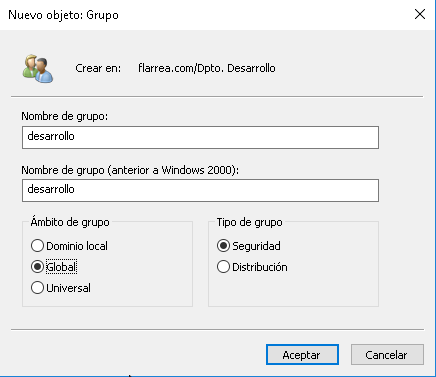 Nuevo objeto: Grupo
Crear en: flarrea.com/Dpto. Desarrollo
Nombre de grupo:
desarrollo
Nombre de grupo (anterior a Windows 2000):
desarrollo
Ámbito de grupo
Dominio local
Global
Universal
Tipo de grupo
Seguridad
Distribución
Aceptar Cancelar